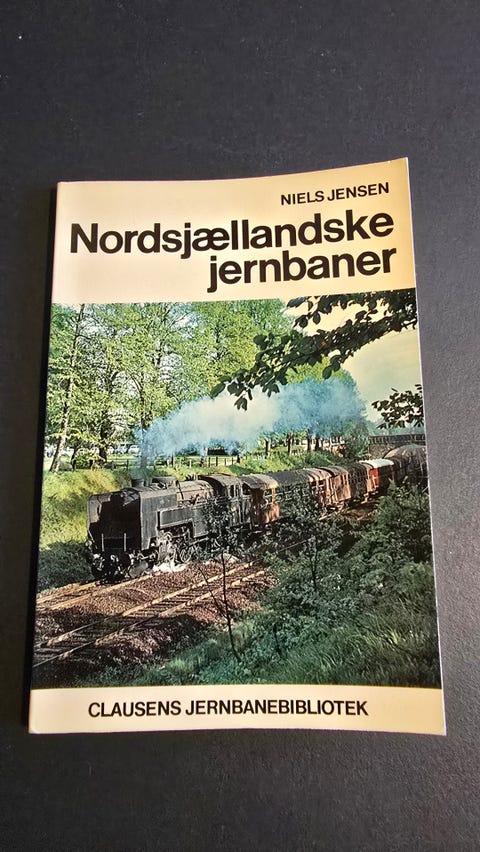 NIELS JENSEN
Nordsjællandske
jernbaner
CLAUSENS JERNBANEBIBLIOTEK